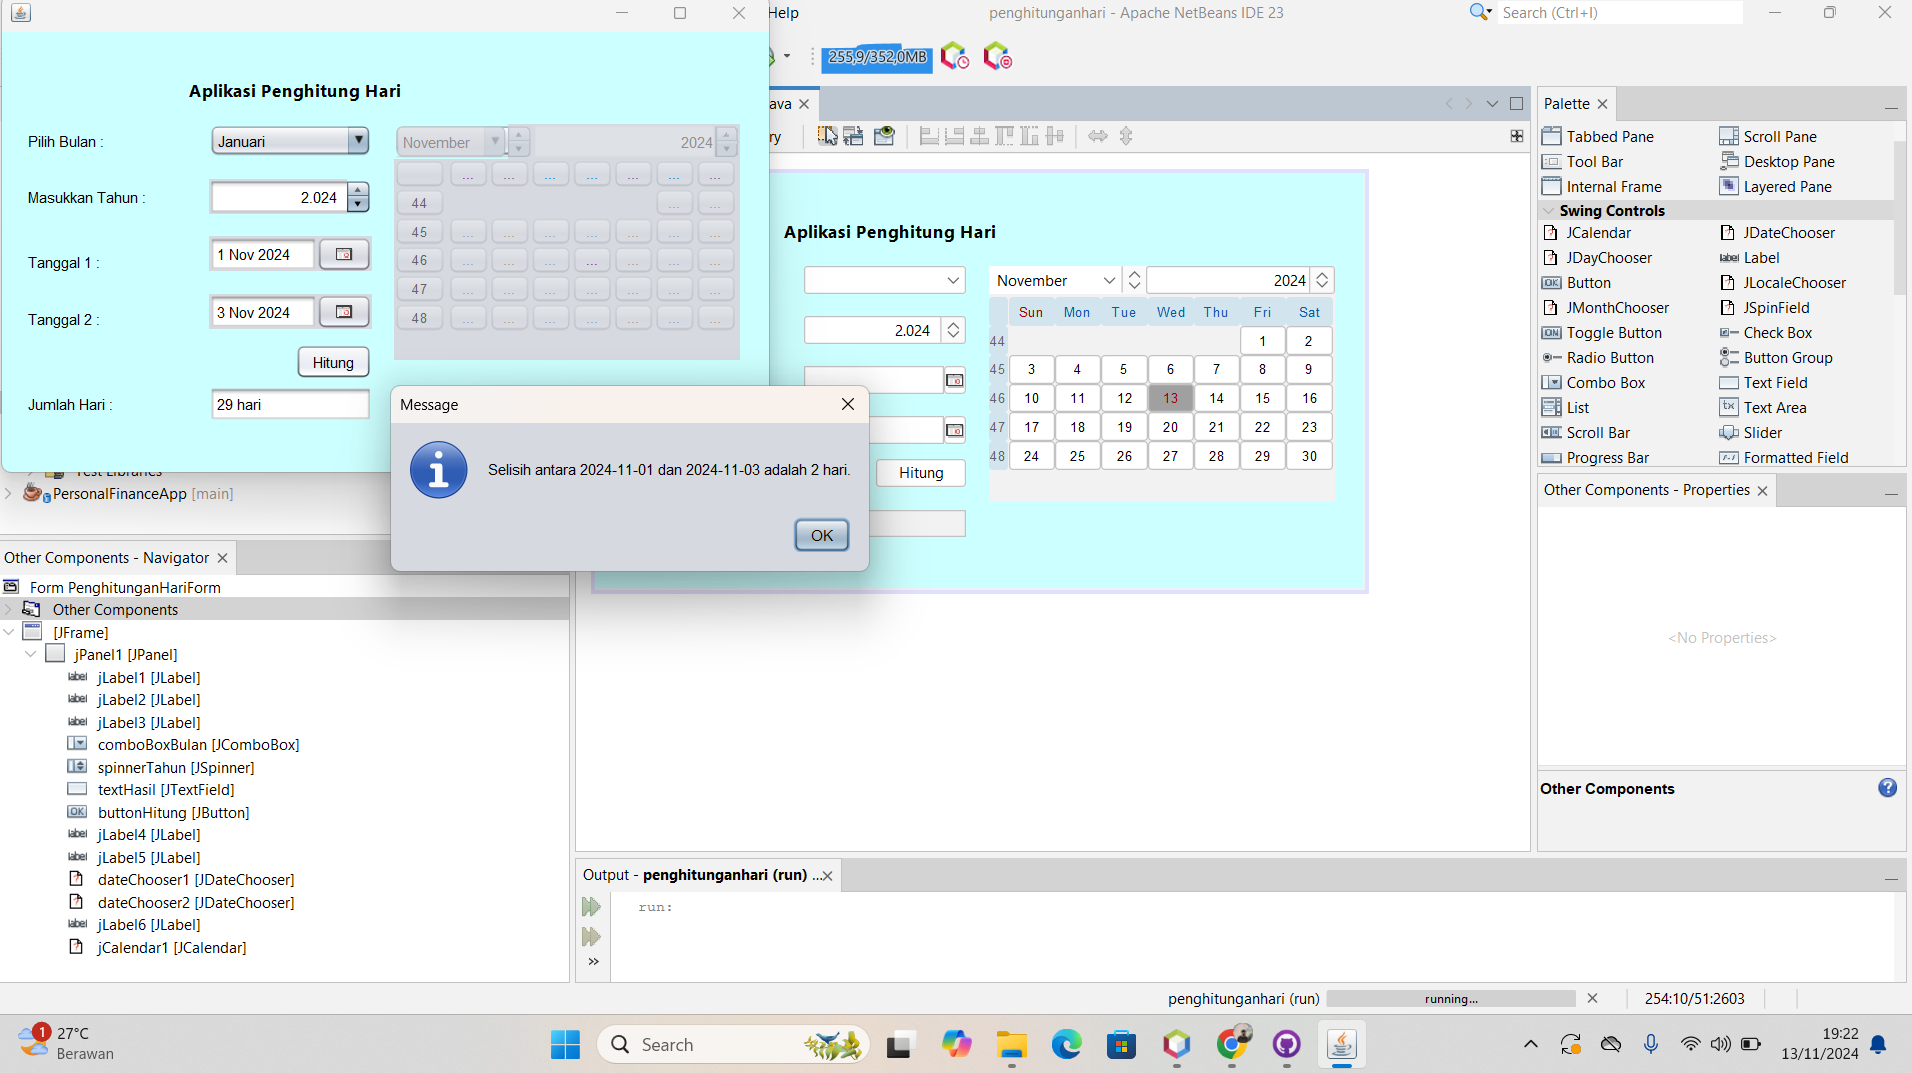 Help
penghitunganhari - Apache NetBeans IDE 23
Search (Ctrl+I)
255,9/352,0MB
Aplikasi Penghitung Hari
Pilih Bulan :
Januari
Masukkan Tahun :
2.024
Tanggal 1 :
1 Nov 2024
Tanggal 2 :
3 Nov 2024
Hitung
Jumlah Hari :
29 hari
November
2024
... ... ... ... ... ... ...
44 ... ...
45 ... ... ... ... ... ... ...
46 ... ... ... ... ... ... ...
47 ... ... ... ... ... ... ...
48 ... ... ... ... ... ... ...
Message
Selisih antara 2024-11-01 dan 2024-11-03 adalah 2 hari.
OK
ava
ry
Aplikasi Penghitung Hari
2.024
Hitung
November
2024
Sun Mon Tue Wed Thu Fri Sat
44 1 2
45 3 4 5 6 7 8 9
46 10 11 12 13 14 15 16
47 17 18 19 20 21 22 23
48 24 25 26 27 28 29 30
Palette
Tabbed Pane
Scroll Pane
Tool Bar
Desktop Pane
Internal Frame
Layered Pane
Swing Controls
JCalendar
JDateChooser
JDayChooser
Label
Button
JLocaleChooser
JMonthChooser
JSpinField
Toggle Button
Check Box
Radio Button
Button Group
Combo Box
Text Field
List
Text Area
Scroll Bar
Slider
Progress Bar
Formatted Field
Other Components - Properties
<No Properties>
Other Components
Test Libraries
PersonalFinanceApp [main]
Other Components - Navigator
Form PenghitunganHariForm
Other Components
[JFrame]
jPanel1 [JPanel]
jLabel1 [JLabel]
jLabel2 [JLabel]
jLabel3 [JLabel]
comboBoxBulan [JComboBox]
spinnerTahun [JSpinner]
textHasil [JTextField]
buttonHitung [JButton]
jLabel4 [JLabel]
jLabel5 [JLabel]
dateChooser1 [JDateChooser]
dateChooser2 [JDateChooser]
jLabel6 [JLabel]
jCalendar1 [JCalendar]
Output - penghitunganhari (run) ...
run:
penghitunganhari (run)
running...
254:10/51:2603
1
27°C
Berawan
Search
19:22
13/11/2024